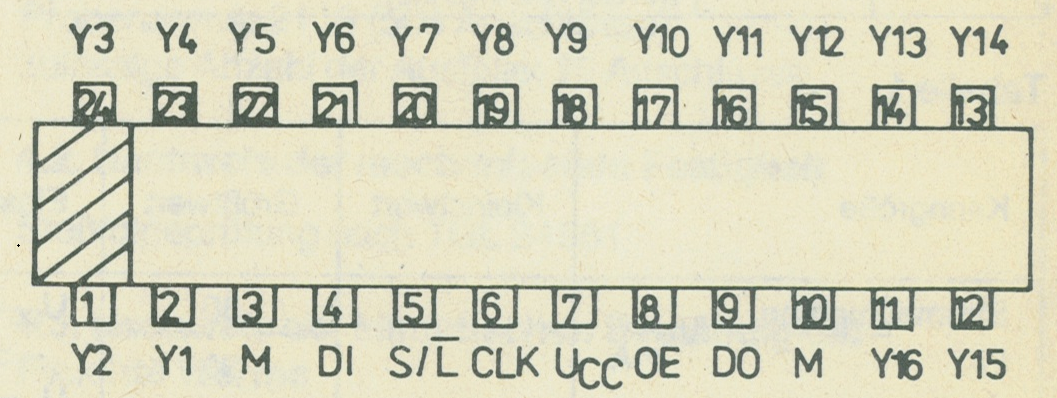 Y3 Y4 Y5 Y6 Y7 Y8 Y9 Y10 Y11 Y12 Y13 Y14
24 23 22 21 20 19 18 17 16 15 14 13
1 2 3 4 5 6 7 8 9 10 11 12
Y2 Y1 M DI S/L̅ CLK UCC OE DO M Y16 Y15